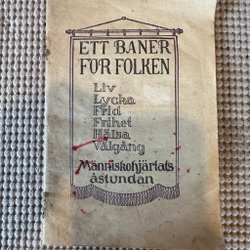 ETT BANER
FÖR FOLKEN
Liv
Lycka
Frid
Frihet
Hälsa
Välgång
Människohjärtats
åstundan